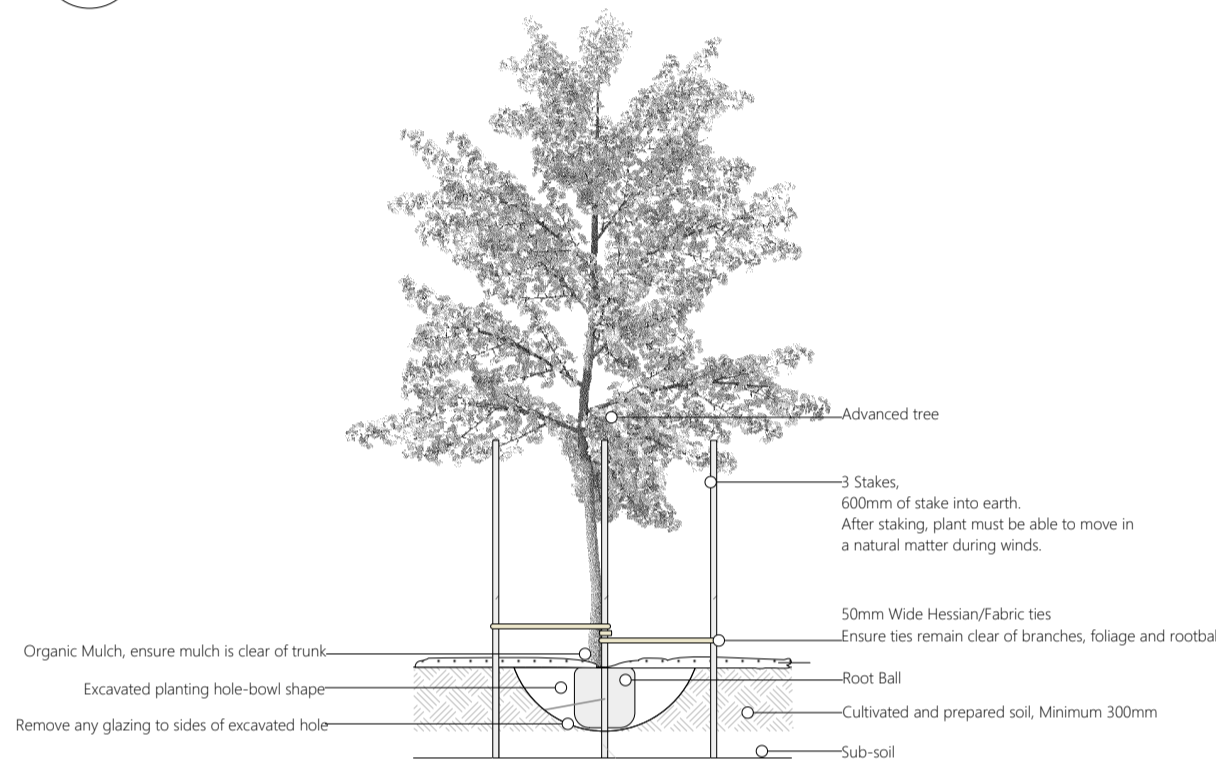 Advanced tree
3 Stakes,
600mm of stake into earth.
After staking, plant must be able to move in
a natural matter during winds.
50mm Wide Hessian/Fabric ties
Ensure ties remain clear of branches, foliage and rootbal
Organic Mulch, ensure mulch is clear of trunk
Root Ball
Excavated planting hole-bowl shape
Cultivated and prepared soil, Minimum 300mm
Remove any glazing to sides of excavated hole
Sub-soil